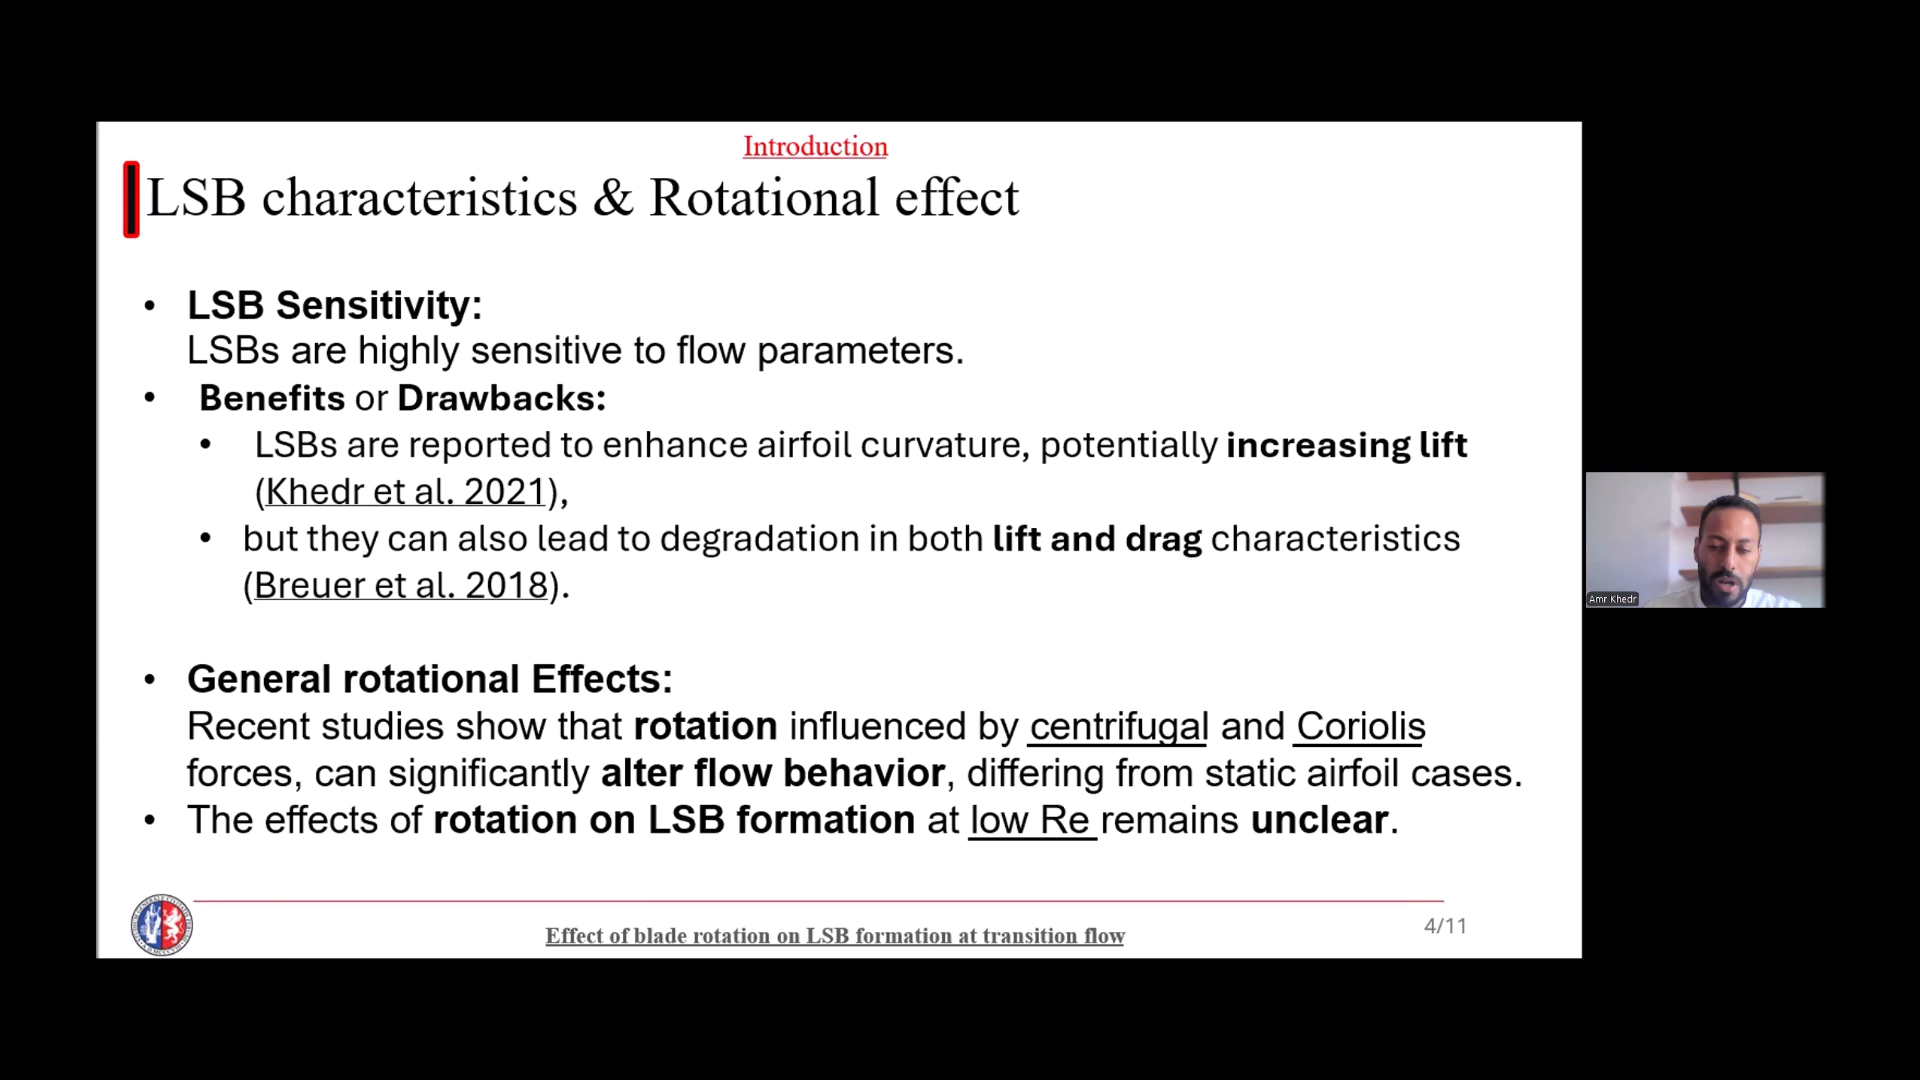 Introduction
LSB characteristics & Rotational effect
• LSB Sensitivity:
LSBs are highly sensitive to flow parameters.
• Benefits or Drawbacks:
• LSBs are reported to enhance airfoil curvature, potentially increasing lift
(Khedr et al. 2021),
• but they can also lead to degradation in both lift and drag characteristics
(Breuer et al. 2018).
• General rotational Effects:
Recent studies show that rotation influenced by centrifugal and Coriolis
forces, can significantly alter flow behavior, differing from static airfoil cases.
• The effects of rotation on LSB formation at low Re remains unclear.
Effect of blade rotation on LSB formation at transition flow
4/11
Amr Khedr